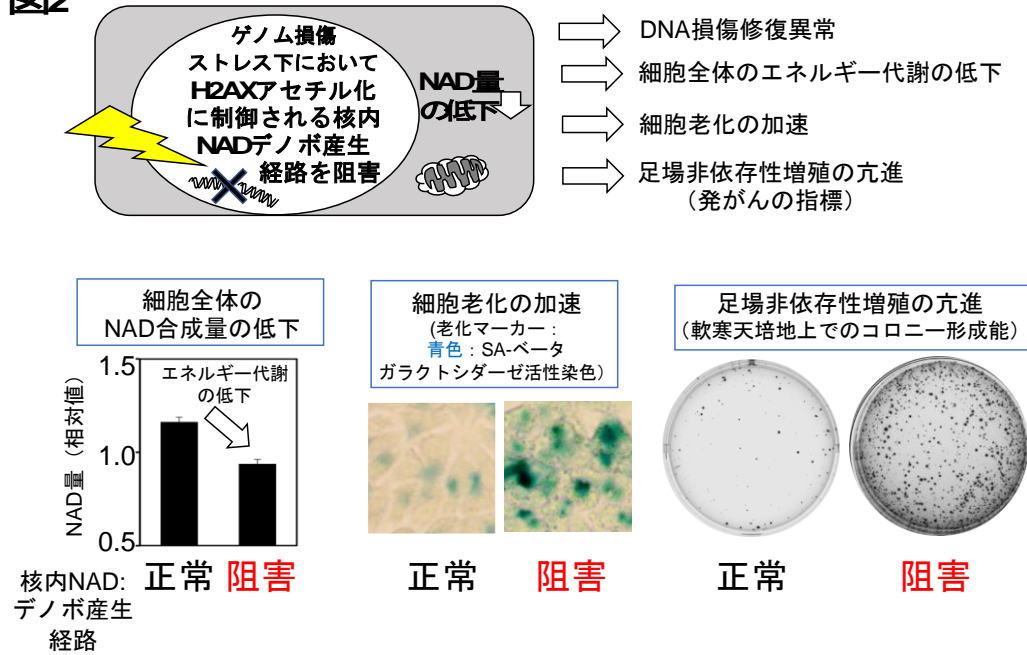 図2
ゲノム損傷
ストレス下において
H2AXアセチル化
に制御される核内
NADデノボ産生
経路を阻害
NAD量
の低下
DNA損傷修復異常
細胞全体のエネルギー代謝の低下
細胞老化の加速
足場非依存性増殖の亢進
（発がんの指標）
細胞全体の
NAD合成量の低下
1.5
1.0
0.5
NAD量（相対値）
エネルギー代謝
の低下
細胞老化の加速
(老化マーカー：
青色：SA-ベータ
ガラクトシダーゼ活性染色）
足場非依存性増殖の亢進
（軟寒天培地上でのコロニー形成能）
核内NAD:
デノボ産生
経路
正常 阻害
正常 阻害
正常 阻害